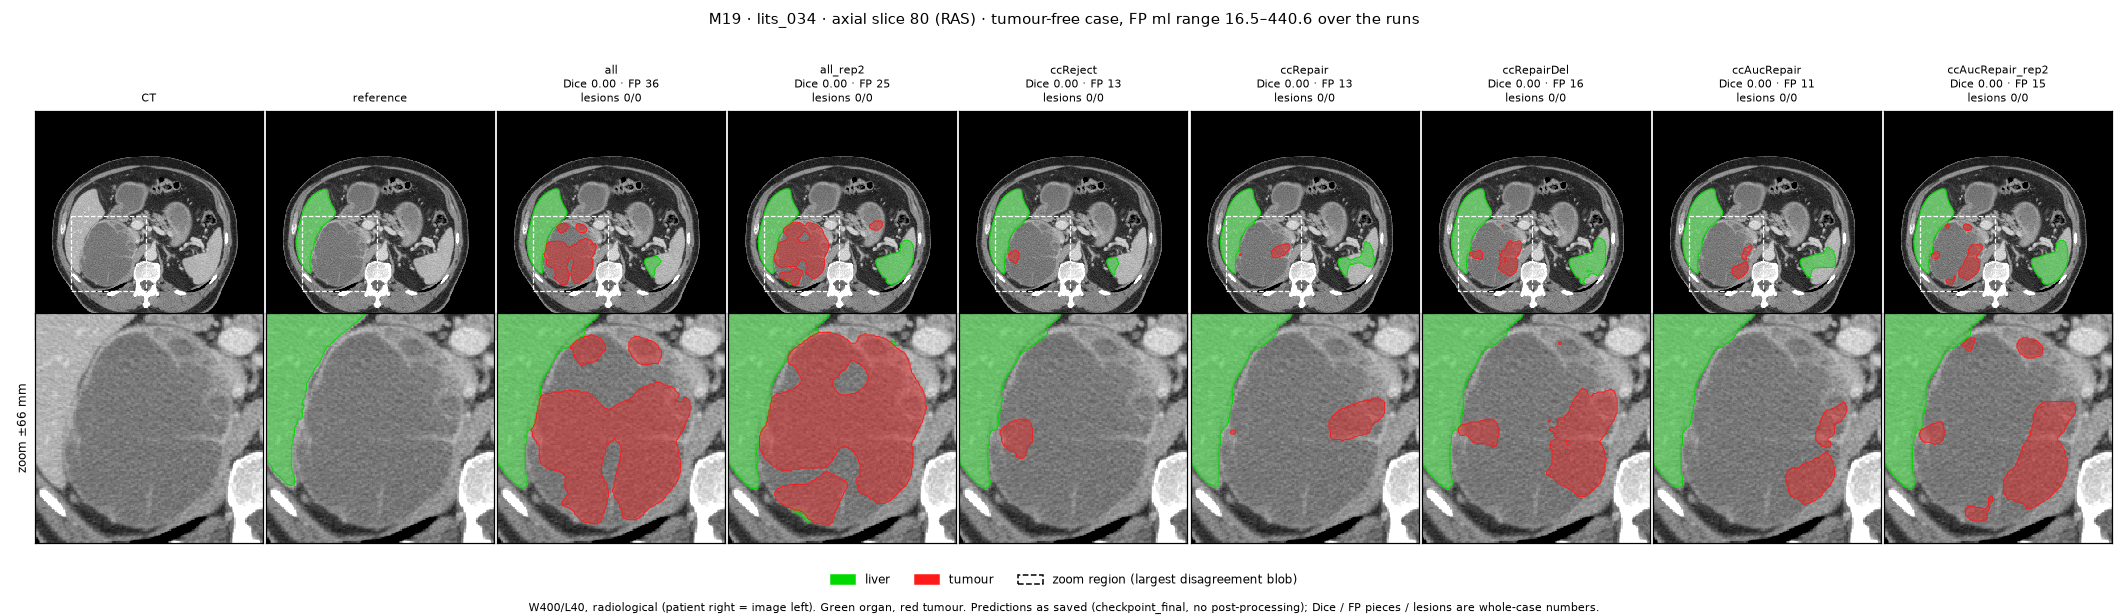 M19 · lits_034 · axial slice 80 (RAS) · tumour-free case, FP ml range 16.5–440.6 over the runs
CT
reference
all
Dice 0.00 · FP 36
lesions 0/0
all_rep2
Dice 0.00 · FP 25
lesions 0/0
ccReject
Dice 0.00 · FP 13
lesions 0/0
ccRepair
Dice 0.00 · FP 13
lesions 0/0
ccRepairDel
Dice 0.00 · FP 16
lesions 0/0
ccAucRepair
Dice 0.00 · FP 11
lesions 0/0
ccAucRepair_rep2
Dice 0.00 · FP 15
lesions 0/0
zoom ±66 mm
liver
tumour
zoom region (largest disagreement blob)
W400/L40, radiological (patient right = image left). Green organ, red tumour. Predictions as saved (checkpoint_final, no post-processing); Dice / FP pieces / lesions are whole-case numbers.